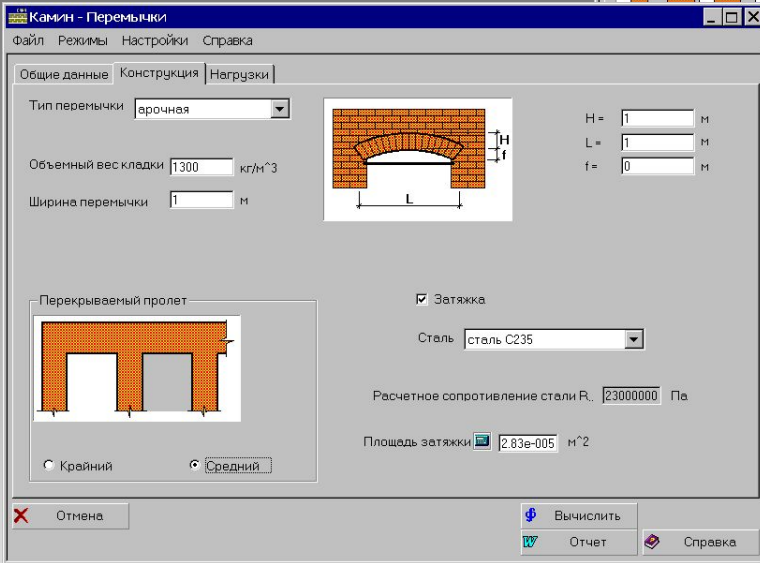 Камин - Перемычки
Файл Режимы Настройки Справка
Общие данные Конструкция Нагрузки
Тип перемычки арочная
H
f
L
H = 1 м
L = 1 м
f = 0 м
Объемный вес кладки 1300 кг/м^3
Ширина перемычки 1 м
Перекрываемый пролет
Крайний Средний
Затяжка
Сталь сталь С235
Расчетное сопротивление стали R.. 23000000 Па
Площадь затяжки 2.83e-005 м^2
Отмена
Вычислить
W Отчет
Справка